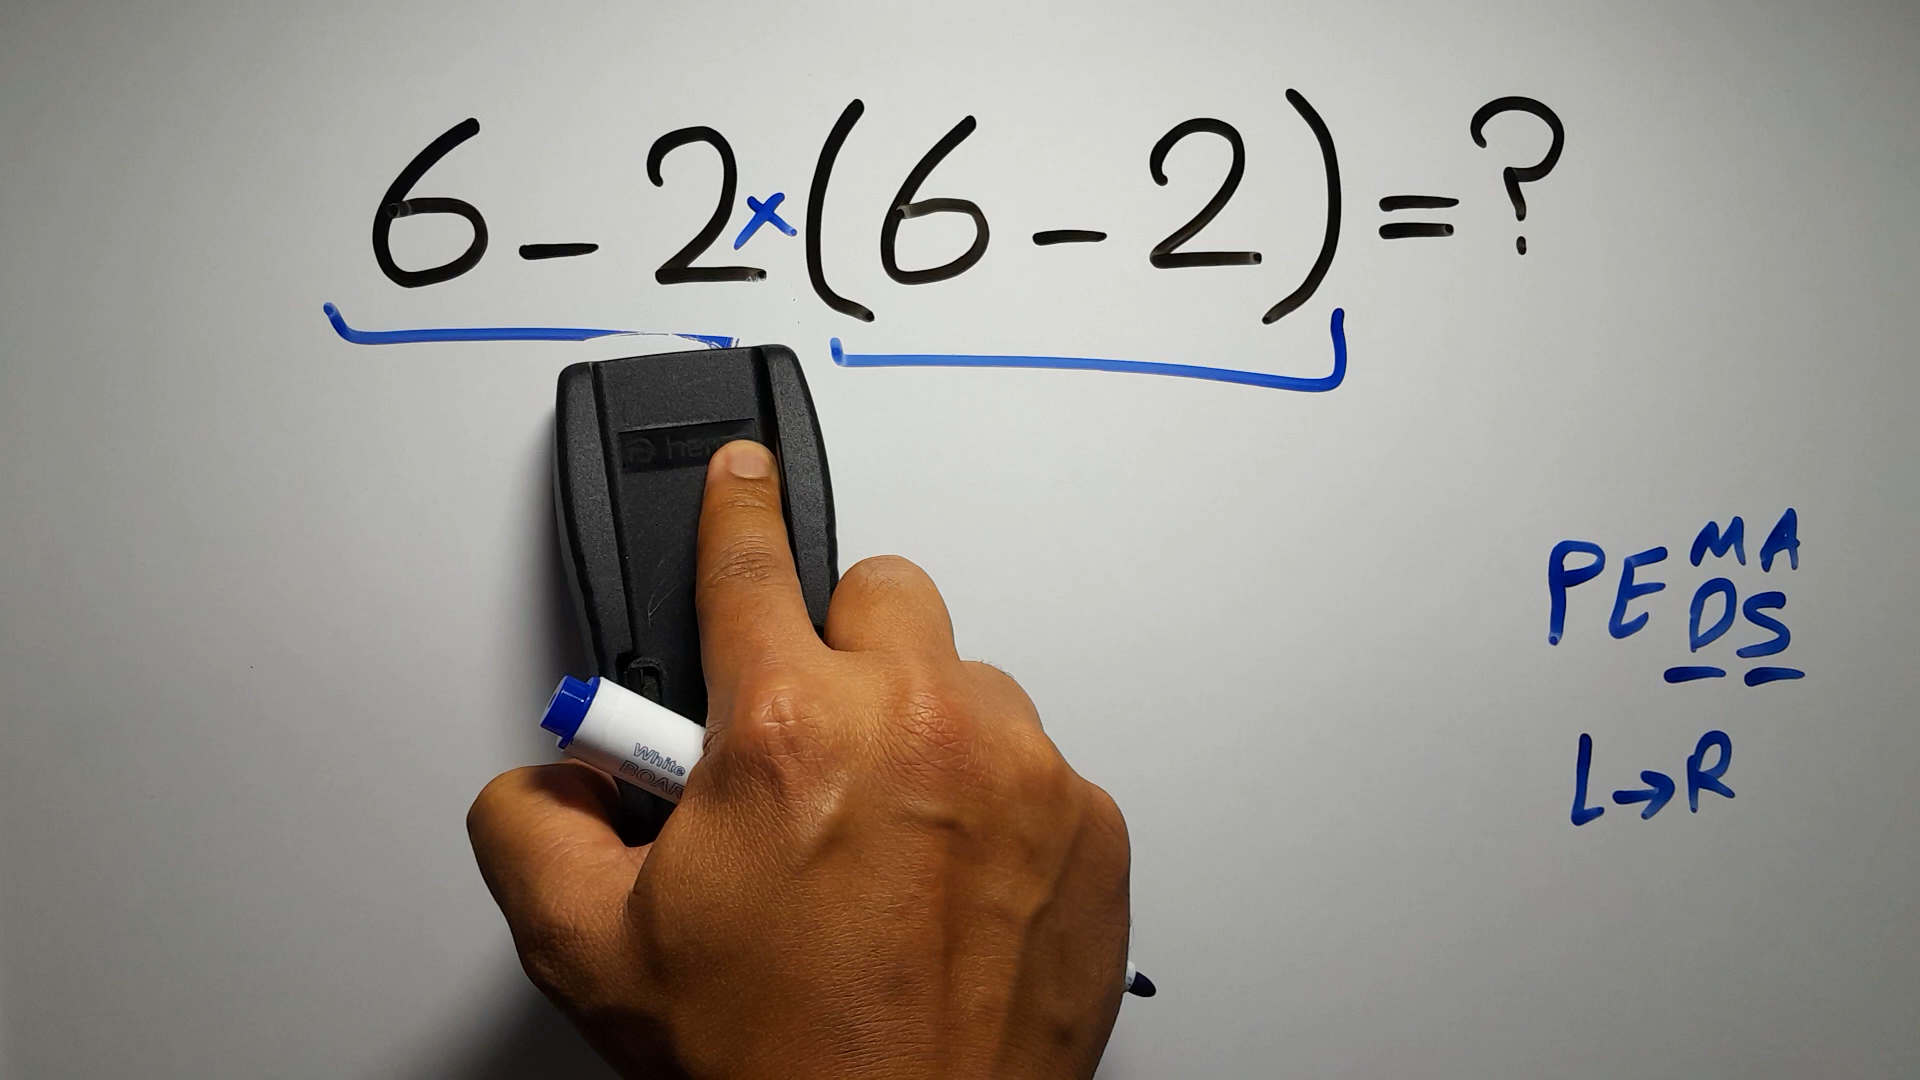 6 - 2 × (6 - 2) = ?
PEMA
DS
L→R
White
BOAR